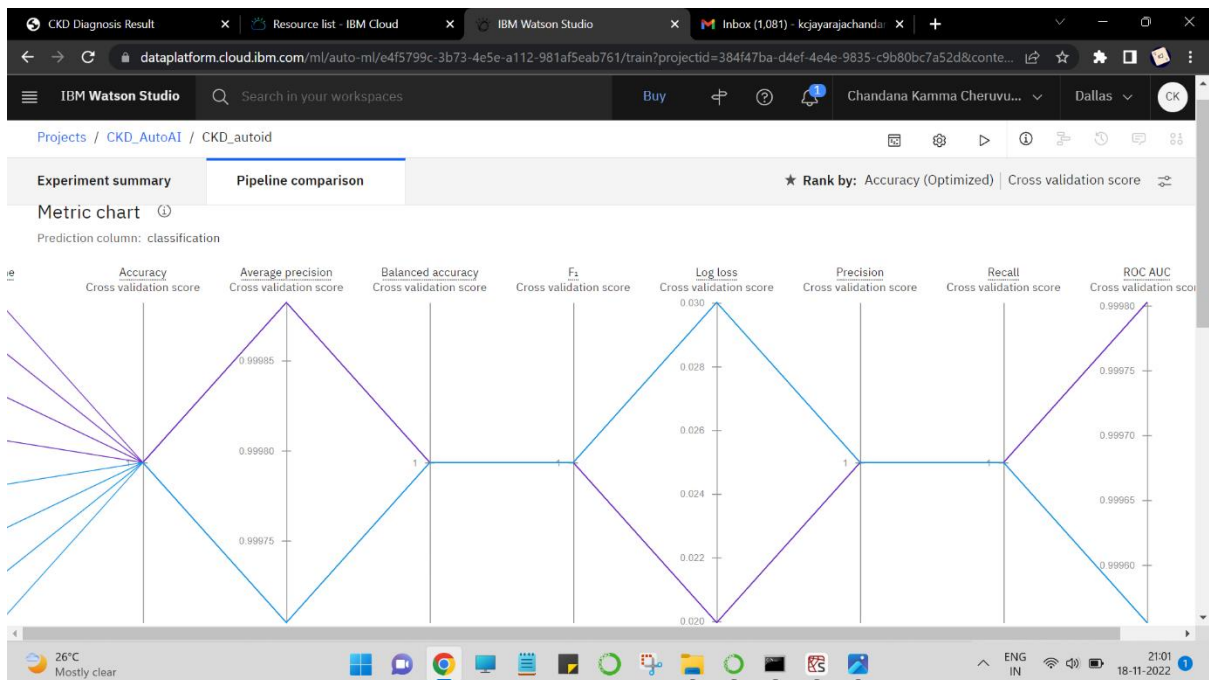 CKD Diagnosis Result
Resource list - IBM Cloud
IBM Watson Studio
Inbox (1,081) - kcjayarajachandar
dataplatform.cloud.ibm.com/ml/auto-ml/e4f5799c-3b73-4e5e-a112-981af5eab761/train?projectid=384f47ba-d4ef-4e4e-9835-c9b80bc7a52d&conte...
IBM Watson Studio
Search in your workspaces
Buy
1
Chandana Kamma Cheruvu...
Dallas
CK
Projects / CKD_AutoAI / CKD_autoid
Experiment summary
Pipeline comparison
Rank by: Accuracy (Optimized) | Cross validation score
Metric chart
Prediction column: classification
e Accuracy Average precision Balanced accuracy F₁ Log loss Precision Recall ROC AUC
Cross validation score Cross validation score Cross validation score Cross validation score Cross validation score Cross validation score Cross validation score Cross validation scor
0.030 0.99980
0.99985 0.028 0.99975
0.026 0.99970
0.99980 1 1 1 1 1
0.024 0.99965
0.99975 0.022 0.99960
0.020
26°C
Mostly clear
ENG
IN
21:01
18-11-2022
1